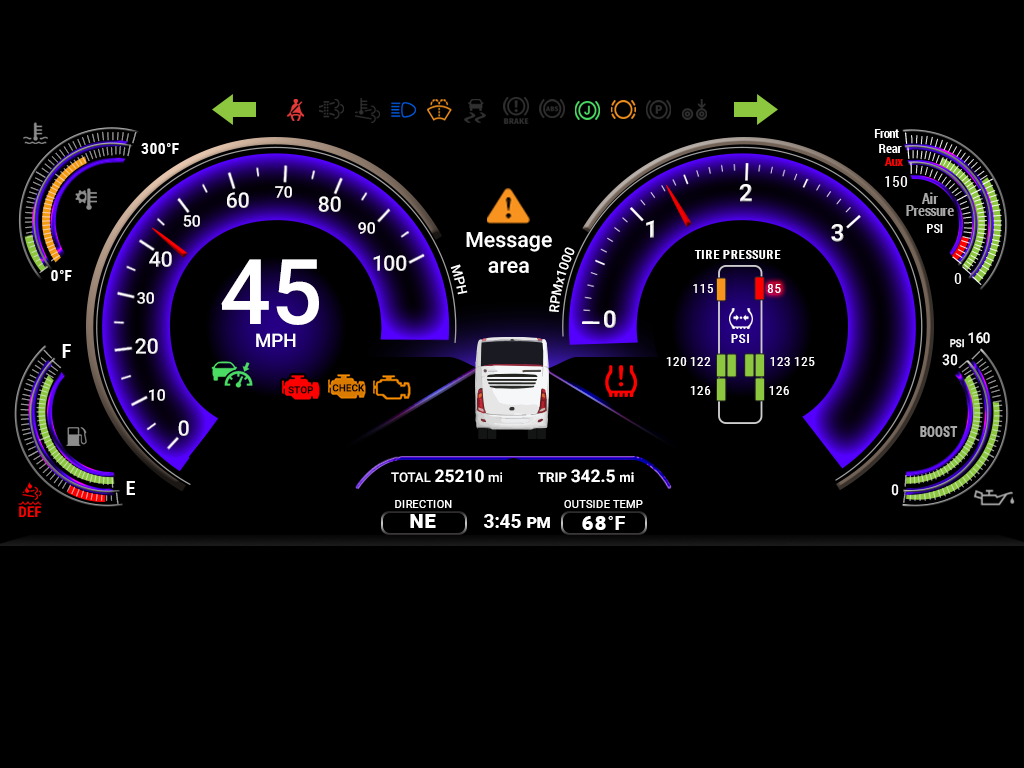 BRAKE
ABS
J
P
300°F
0°F
F
E
DEF
0
10
20
30
40
50
60
70
80
90
100
MPH
45
MPH
STOP
CHECK
Message
area
RPMx1000
0
1
2
3
TIRE PRESSURE
115 85
PSI
120 122 123 125
126 126
Front
Rear
Aux
150
Air
Pressure
PSI
0
PSI 160
30
BOOST
0
TOTAL 25210 mi TRIP 342.5 mi
DIRECTION
NE
3:45 PM
OUTSIDE TEMP
68°F